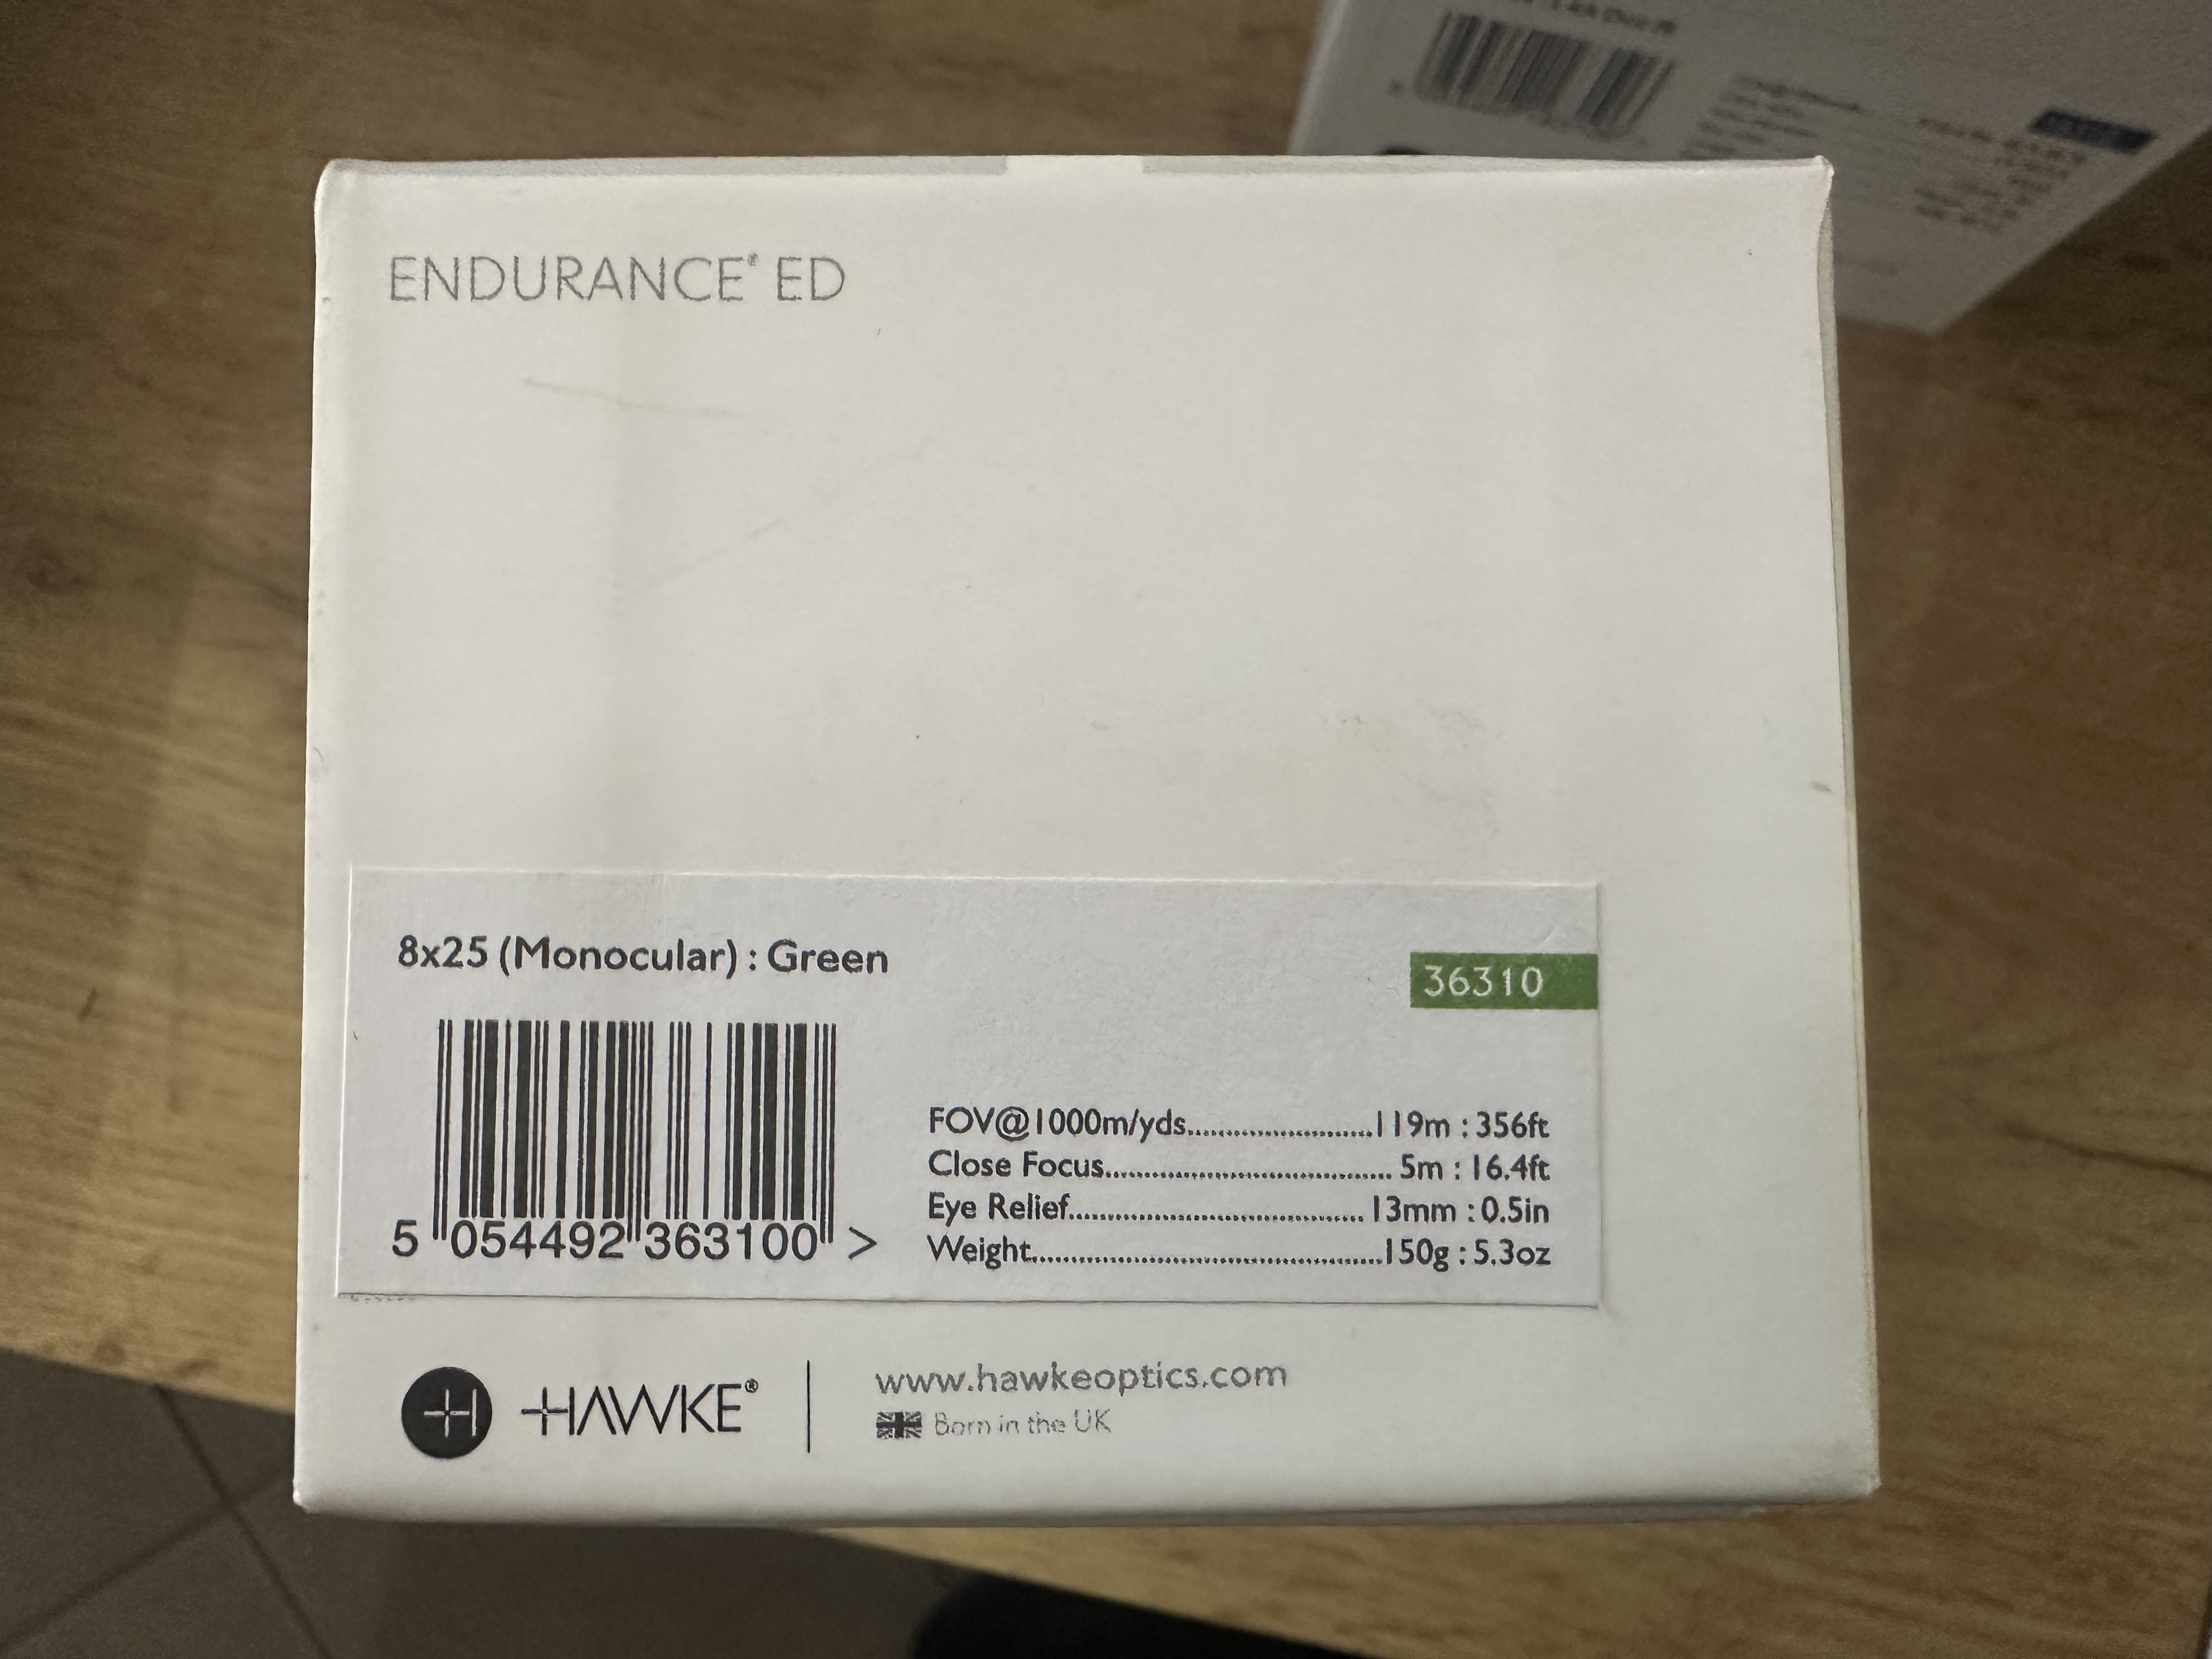 ENDURANCE® ED
8x25 (Monocular) : Green
36310
5 054492 363100 >
FOV@1000m/yds........................119m : 356ft
Close Focus..................................... 5m : 16.4ft
Eye Relief...................................... 13mm : 0.5in
Weight..............................................150g : 5.3oz
HAWKE®
www.hawkeoptics.com
Born in the UK